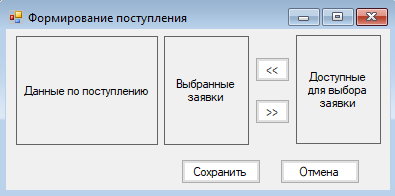 Формирование поступления
Данные по поступлению
Выбранные
заявки
<<
>>
Доступные
для выбора
заявки
Сохранить
Отмена